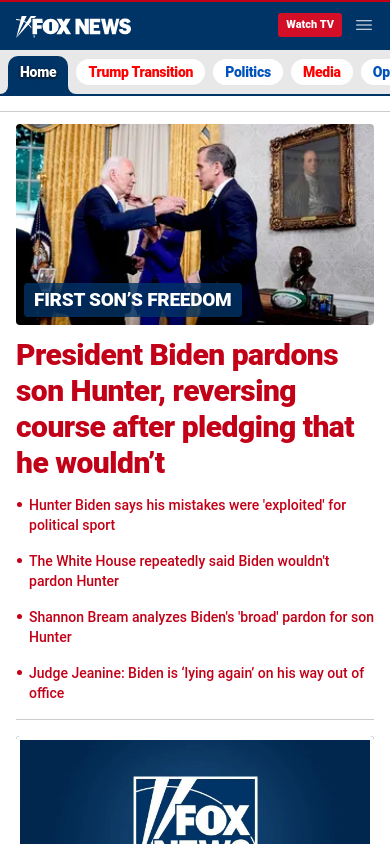 FOX NEWS
Watch TV
Home
Trump Transition
Politics
Media
Op
FIRST SON'S FREEDOM
President Biden pardons
son Hunter, reversing
course after pledging that
he wouldn’t
Hunter Biden says his mistakes were 'exploited' for
political sport
The White House repeatedly said Biden wouldn't
pardon Hunter
Shannon Bream analyzes Biden's 'broad' pardon for son
Hunter
Judge Jeanine: Biden is ‘lying again’ on his way out of
office
FOX
NEWS